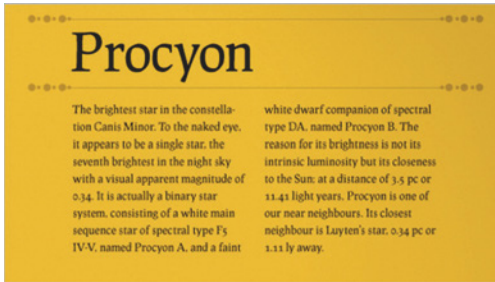 Procyon
The brightest star in the constella-
tion Canis Minor. To the naked eye,
it appears to be a single star, the
seventh brightest in the night sky
with a visual apparent magnitude of
0.34. It is actually a binary star
system, consisting of a white main
sequence star of spectral type F5
IV-V, named Procyon A, and a faint
white dwarf companion of spectral
type DA, named Procyon B. The
reason for its brightness is not its
intrinsic luminosity but its closeness
to the Sun; at a distance of 3.5 pc or
11.41 light years, Procyon is one of
our near neighbours. Its closest
neighbour is Luyten's star, 0.34 pc or
1.11 ly away.